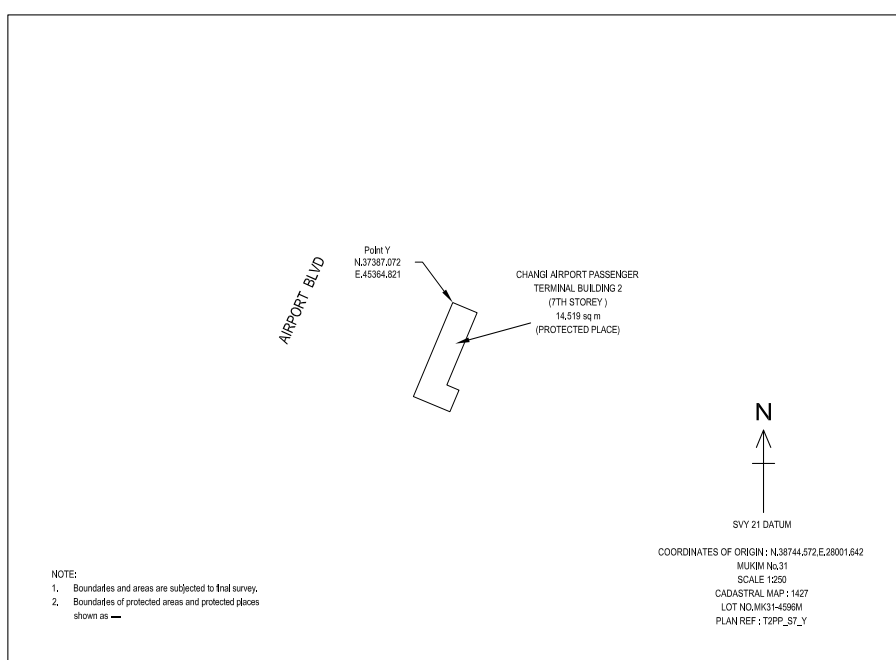 AIRPORT BLVD
Point Y
N.37387.072
E.45364.821
CHANGI AIRPORT PASSENGER
TERMINAL BUILDING 2
(7TH STOREY )
14,519 sq m
(PROTECTED PLACE)
N
SVY 21 DATUM
COORDINATES OF ORIGIN : N.38744.572,E.28001.642
MUKIM No.31
SCALE 1:250
CADASTRAL MAP : 1427
LOT NO.MK31-4596M
PLAN REF : T2PP_S7_Y
NOTE:
1. Boundaries and areas are subjected to final survey.
2. Boundaries of protected areas and protected places
shown as —